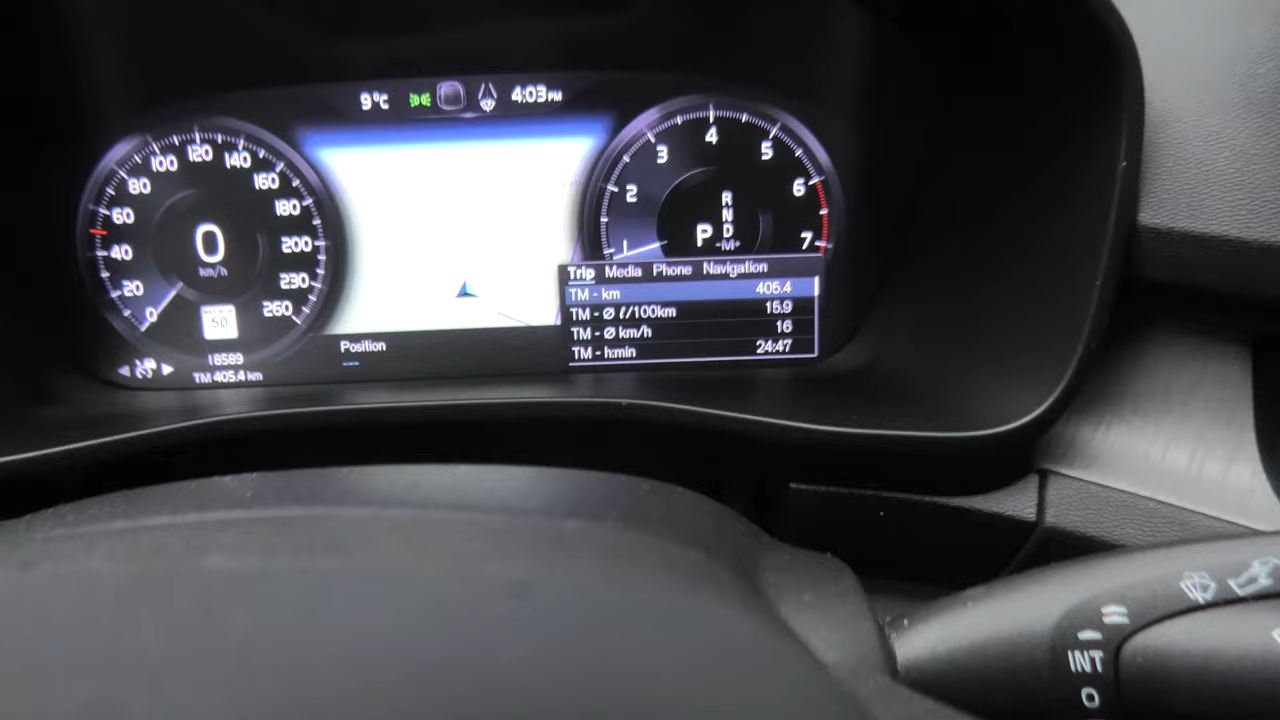 9°C
4:03PM
0
20
40
60
80
100
120
140
160
180
200
230
260
0
km/h
50
18589
TM 405.4 km
Position
---
1
2
3
4
5
6
7
R
N
P D
-M+
Trip Media Phone Navigation
TM - km 405.4
TM - Ø ℓ/100km 15.9
TM - Ø km/h 16
TM - h:min 24:47
INT
0